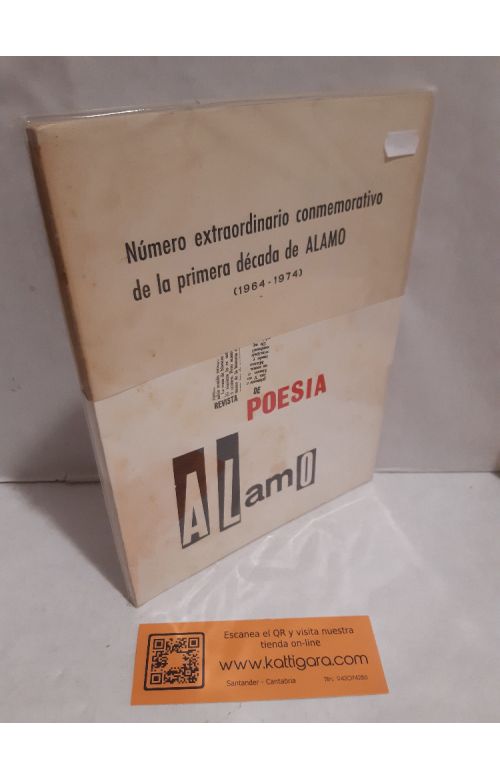 Número extraordinario conmemorativo
de la primera década de ALAMO
(1964-1974)
REVISTA DE
POESIA
ALamO
Escanea el QR y visita nuestra
tienda on-line
www.kattigara.com
Santander - Cantabria